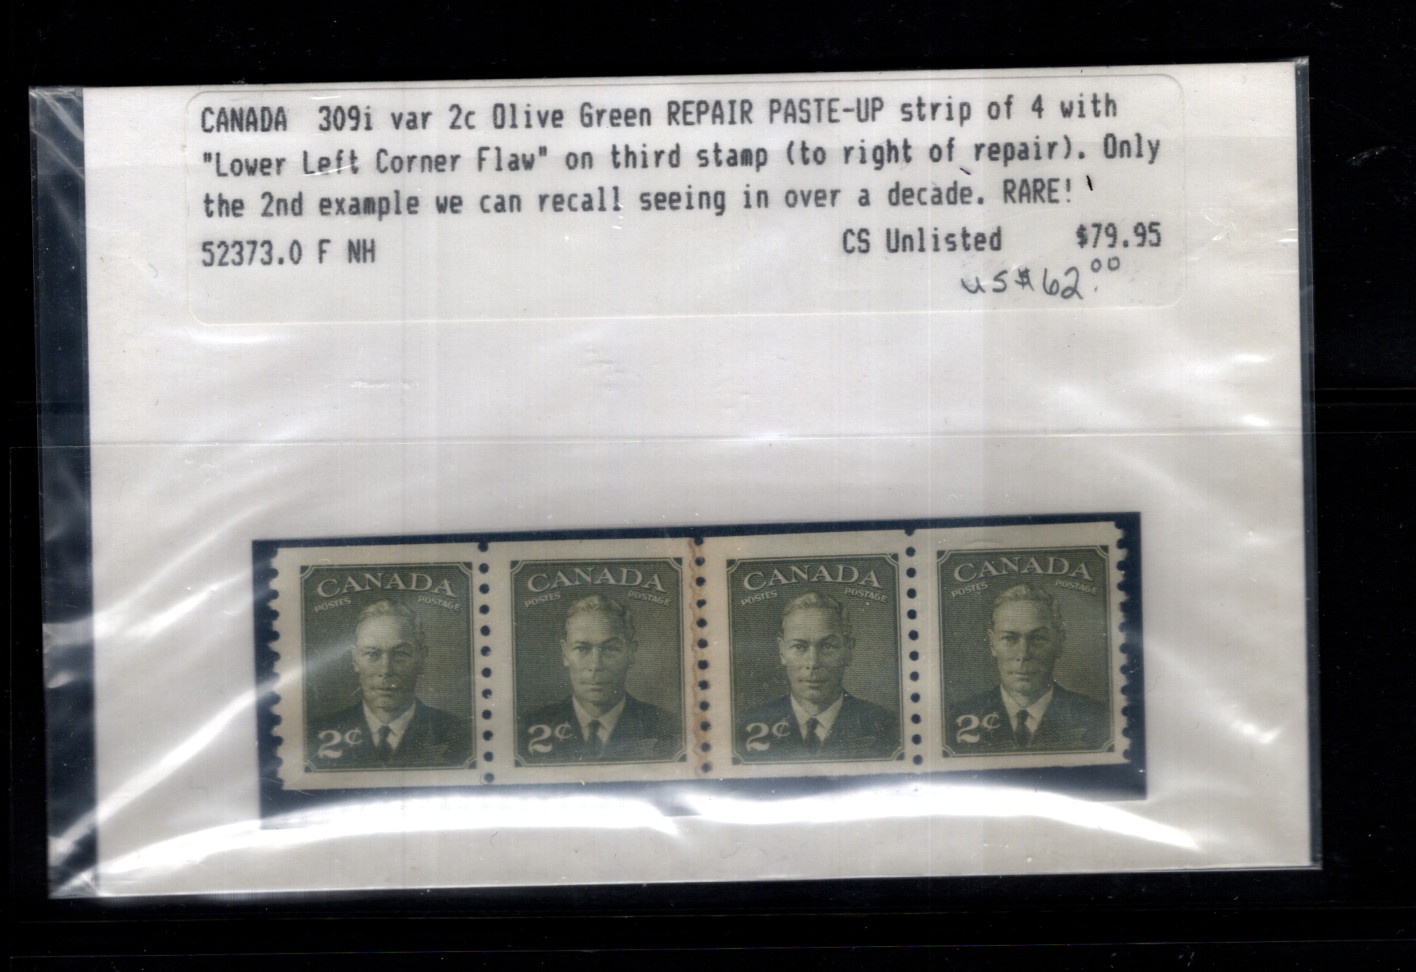 CANADA 309i var 2c Olive Green REPAIR PASTE-UP strip of 4 with
"Lower Left Corner Flaw" on third stamp (to right of repair). Only
the 2nd example we can recall seeing in over a decade. RARE!
52373.0 F NH CS Unlisted $79.95
US$62.00
CANADA CANADA CANADA CANADA
POSTES POSTAGE POSTES POSTAGE POSTES POSTAGE POSTES POSTAGE
2¢ 2¢ 2¢ 2¢